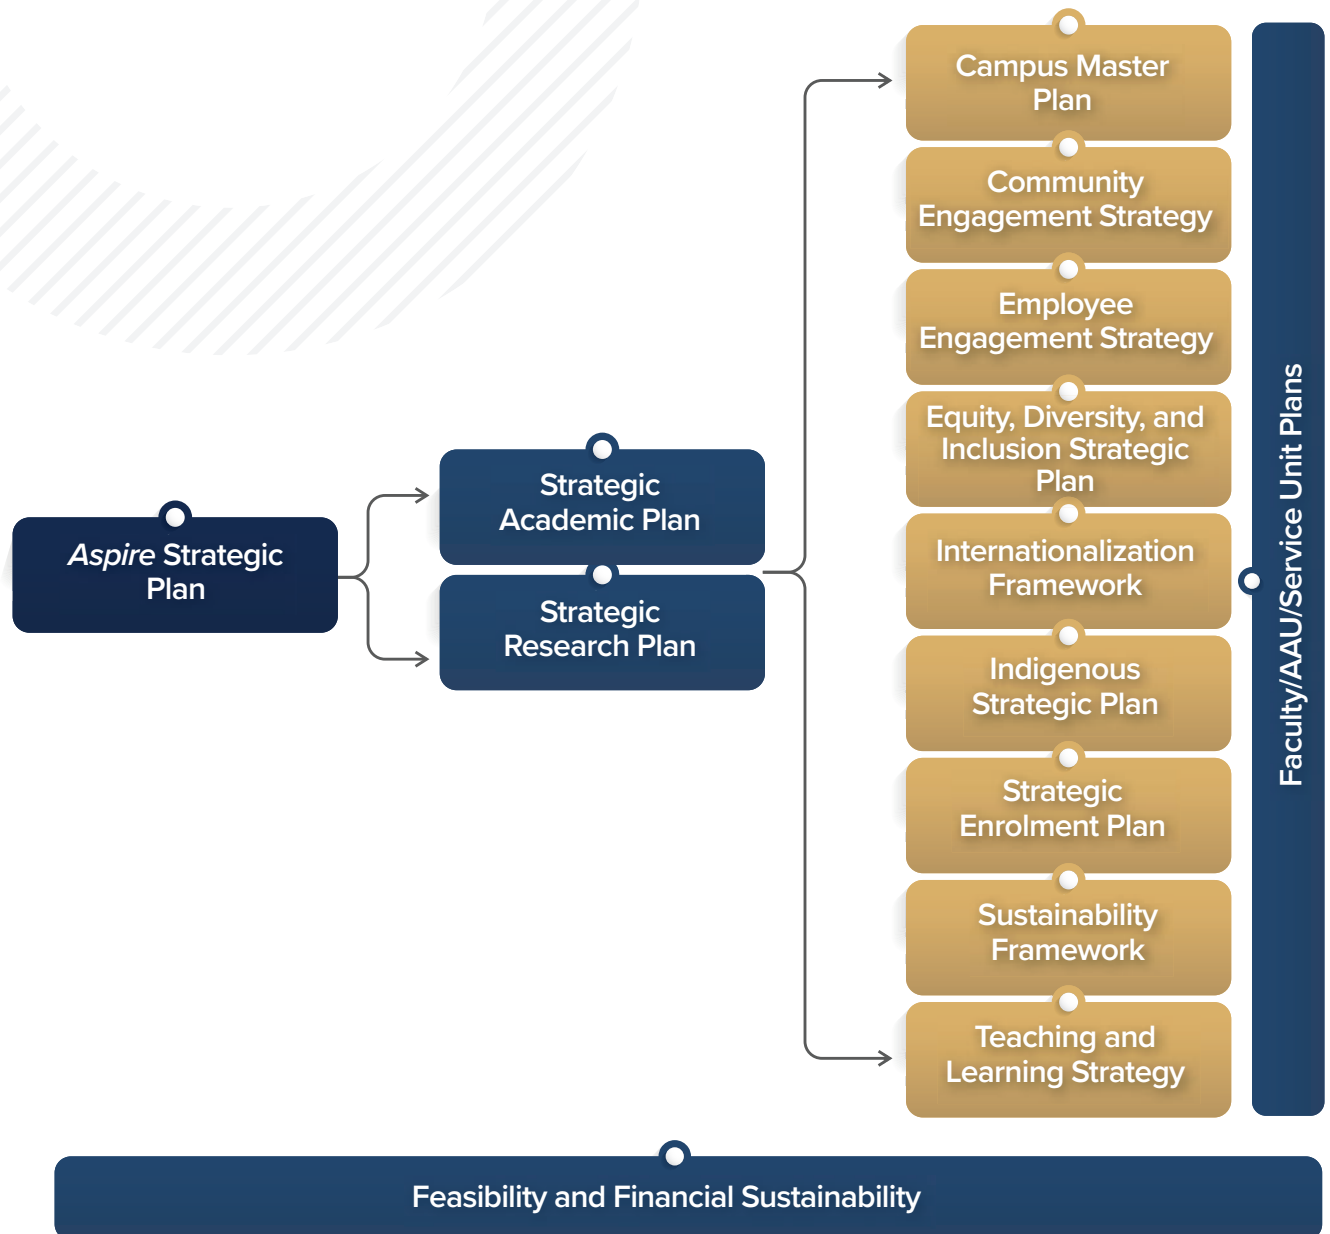 Aspire Strategic
Plan
Strategic
Academic Plan
Strategic
Research Plan
Campus Master
Plan
Community
Engagement Strategy
Employee
Engagement Strategy
Equity, Diversity, and
Inclusion Strategic
Plan
Internationalization
Framework
Indigenous
Strategic Plan
Strategic
Enrolment Plan
Sustainability
Framework
Teaching and
Learning Strategy
Faculty/AAU/Service Unit Plans
Feasibility and Financial Sustainability